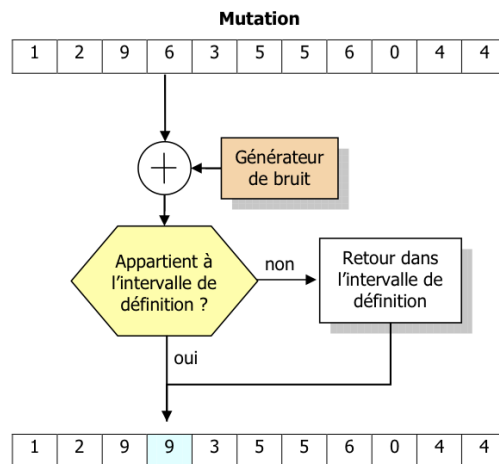 Mutation
1 2 9 6 3 5 5 6 0 4 4
Générateur
de bruit
Appartient à
l'intervalle de
définition ?
non
Retour dans
l'intervalle de
définition
oui
1 2 9 9 3 5 5 6 0 4 4